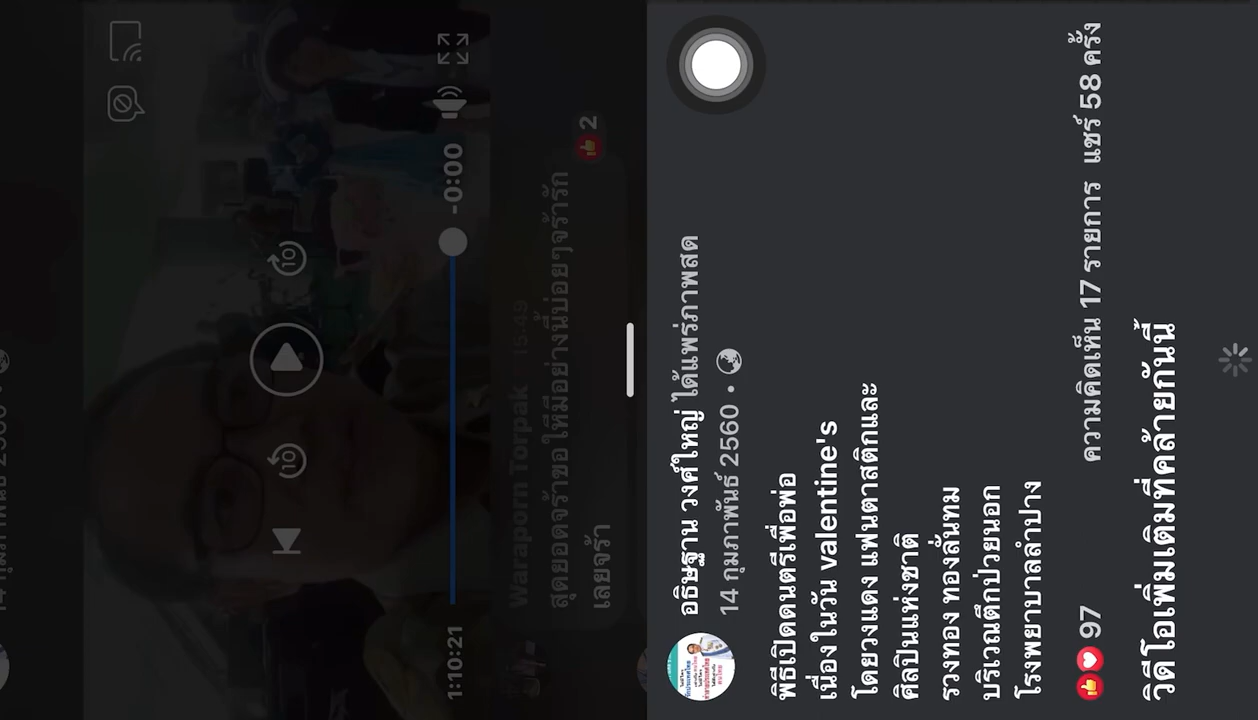 -0:00
1:10:21
Waraporn Torpak 15:49
สุดยอดจร้าขอให้มีอย่างนี้บ่อยๆจร้ารัก
เลยจร้า
2
อธิษฐาน วงศ์ใหญ่ ได้แพร่ภาพสด
14 กุมภาพันธ์ 2560 •
พิธีเปิดดนตรีเพื่อพ่อ
เนื่องในวัน valentine's
โดยวงแดง แฟนตาสติกและ
ศิลปินแห่งชาติ
รวงทอง ทองลั่นทม
บริเวณตึกป่วยนอก
โรงพยาบาลลำปาง
97 ความคิดเห็น 17 รายการ แชร์ 58 ครั้ง
วิดีโอเพิ่มเติมที่คล้ายกันนี้